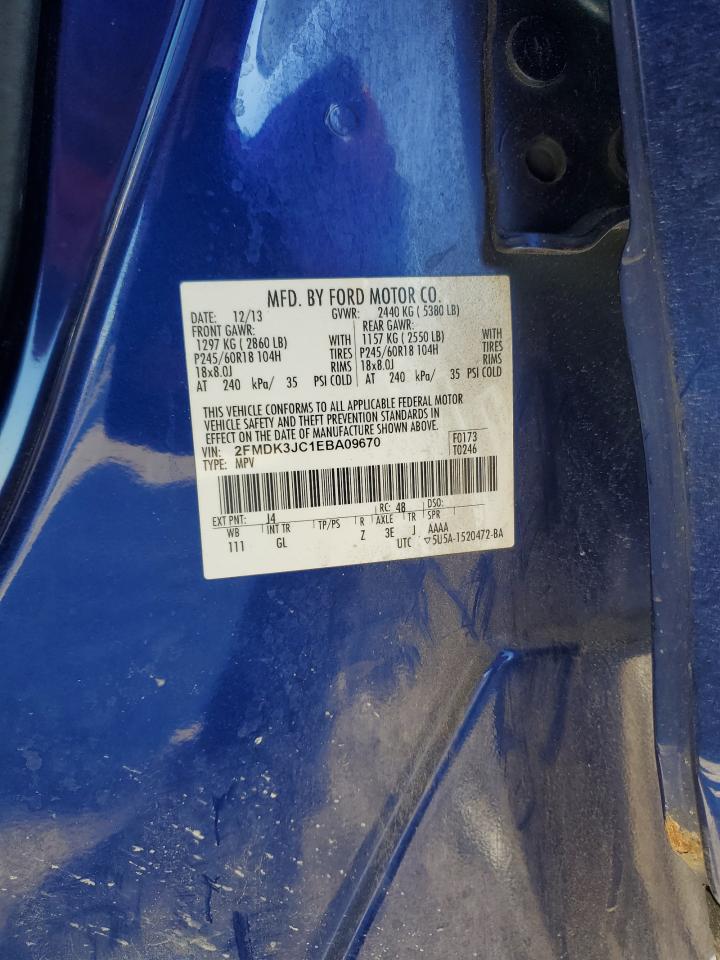 MFD. BY FORD MOTOR CO.
DATE: 12/13 GVWR: 2440 KG ( 5380 LB)
FRONT GAWR: REAR GAWR:
1297 KG ( 2860 LB) WITH 1157 KG ( 2550 LB) WITH
P245/60R18 104H TIRES P245/60R18 104H TIRES
18x8.0J RIMS 18x8.0J RIMS
AT 240 kPa/ 35 PSI COLD AT 240 kPa/ 35 PSI COLD
THIS VEHICLE CONFORMS TO ALL APPLICABLE FEDERAL MOTOR
VEHICLE SAFETY AND THEFT PREVENTION STANDARDS IN
EFFECT ON THE DATE OF MANUFACTURE SHOWN ABOVE.
VIN: 2FMDK3JC1EBA09670 F0173
TYPE: MPV T0246
EXT PNT: J4 RC: 48 DSO:
WB INT TR TP/PS R AXLE TR SPR
111 GL Z 3E J AAAA
UTC ▽5U5A-1520472-BA